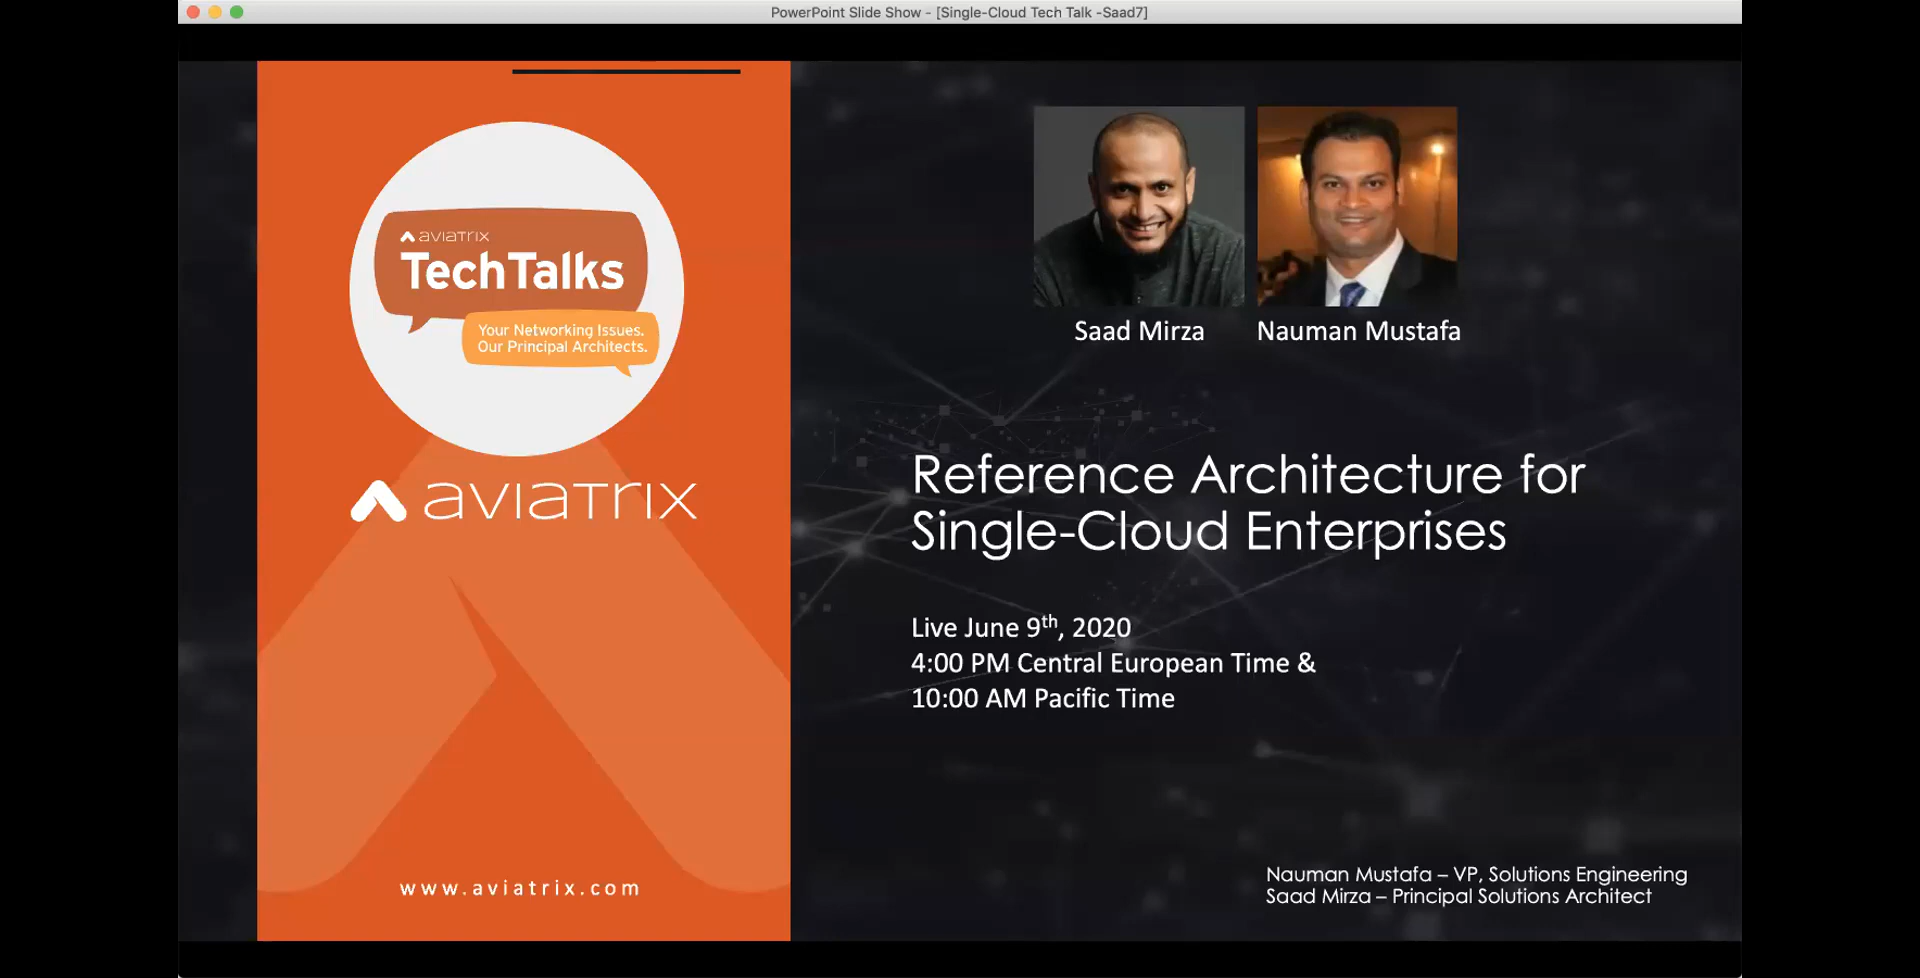 PowerPoint Slide Show - [Single-Cloud Tech Talk -Saad7]
aviatrix
TechTalks
Your Networking Issues.
Our Principal Architects.
aviatrix
www.aviatrix.com
Saad Mirza
Nauman Mustafa
Reference Architecture for
Single-Cloud Enterprises
Live June 9th, 2020
4:00 PM Central European Time &
10:00 AM Pacific Time
Nauman Mustafa – VP, Solutions Engineering
Saad Mirza – Principal Solutions Architect